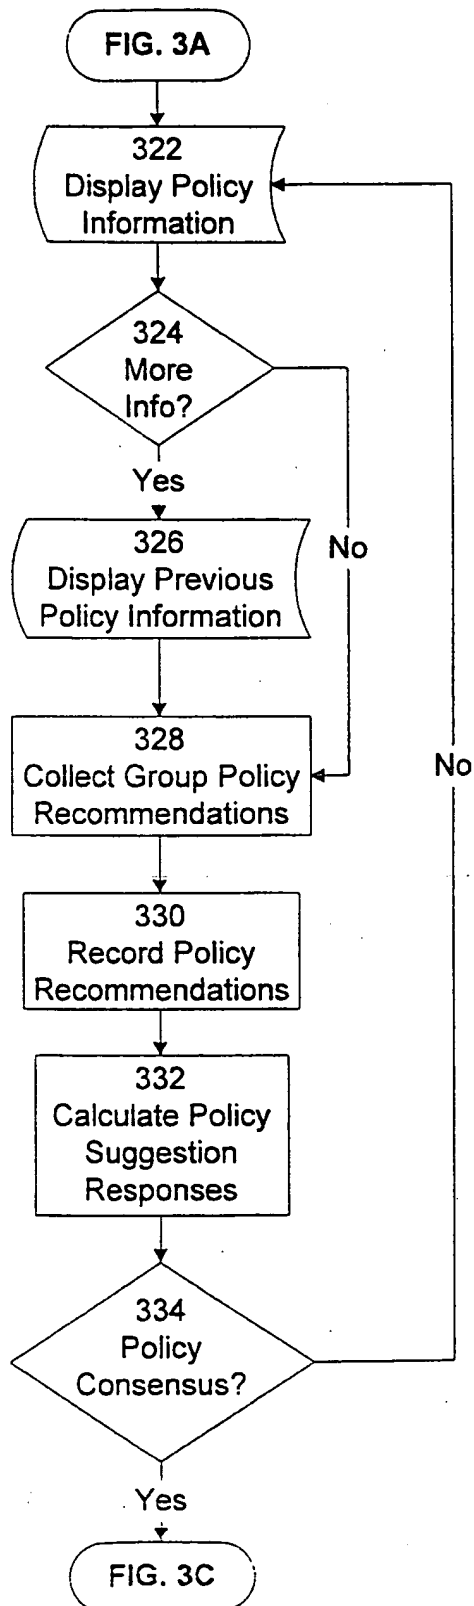 FIG. 3A
322
Display Policy
Information
324
More
Info?
Yes
No
326
Display Previous
Policy Information
328
Collect Group Policy
Recommendations
No
330
Record Policy
Recommendations
332
Calculate Policy
Suggestion
Responses
334
Policy
Consensus?
Yes
FIG. 3C